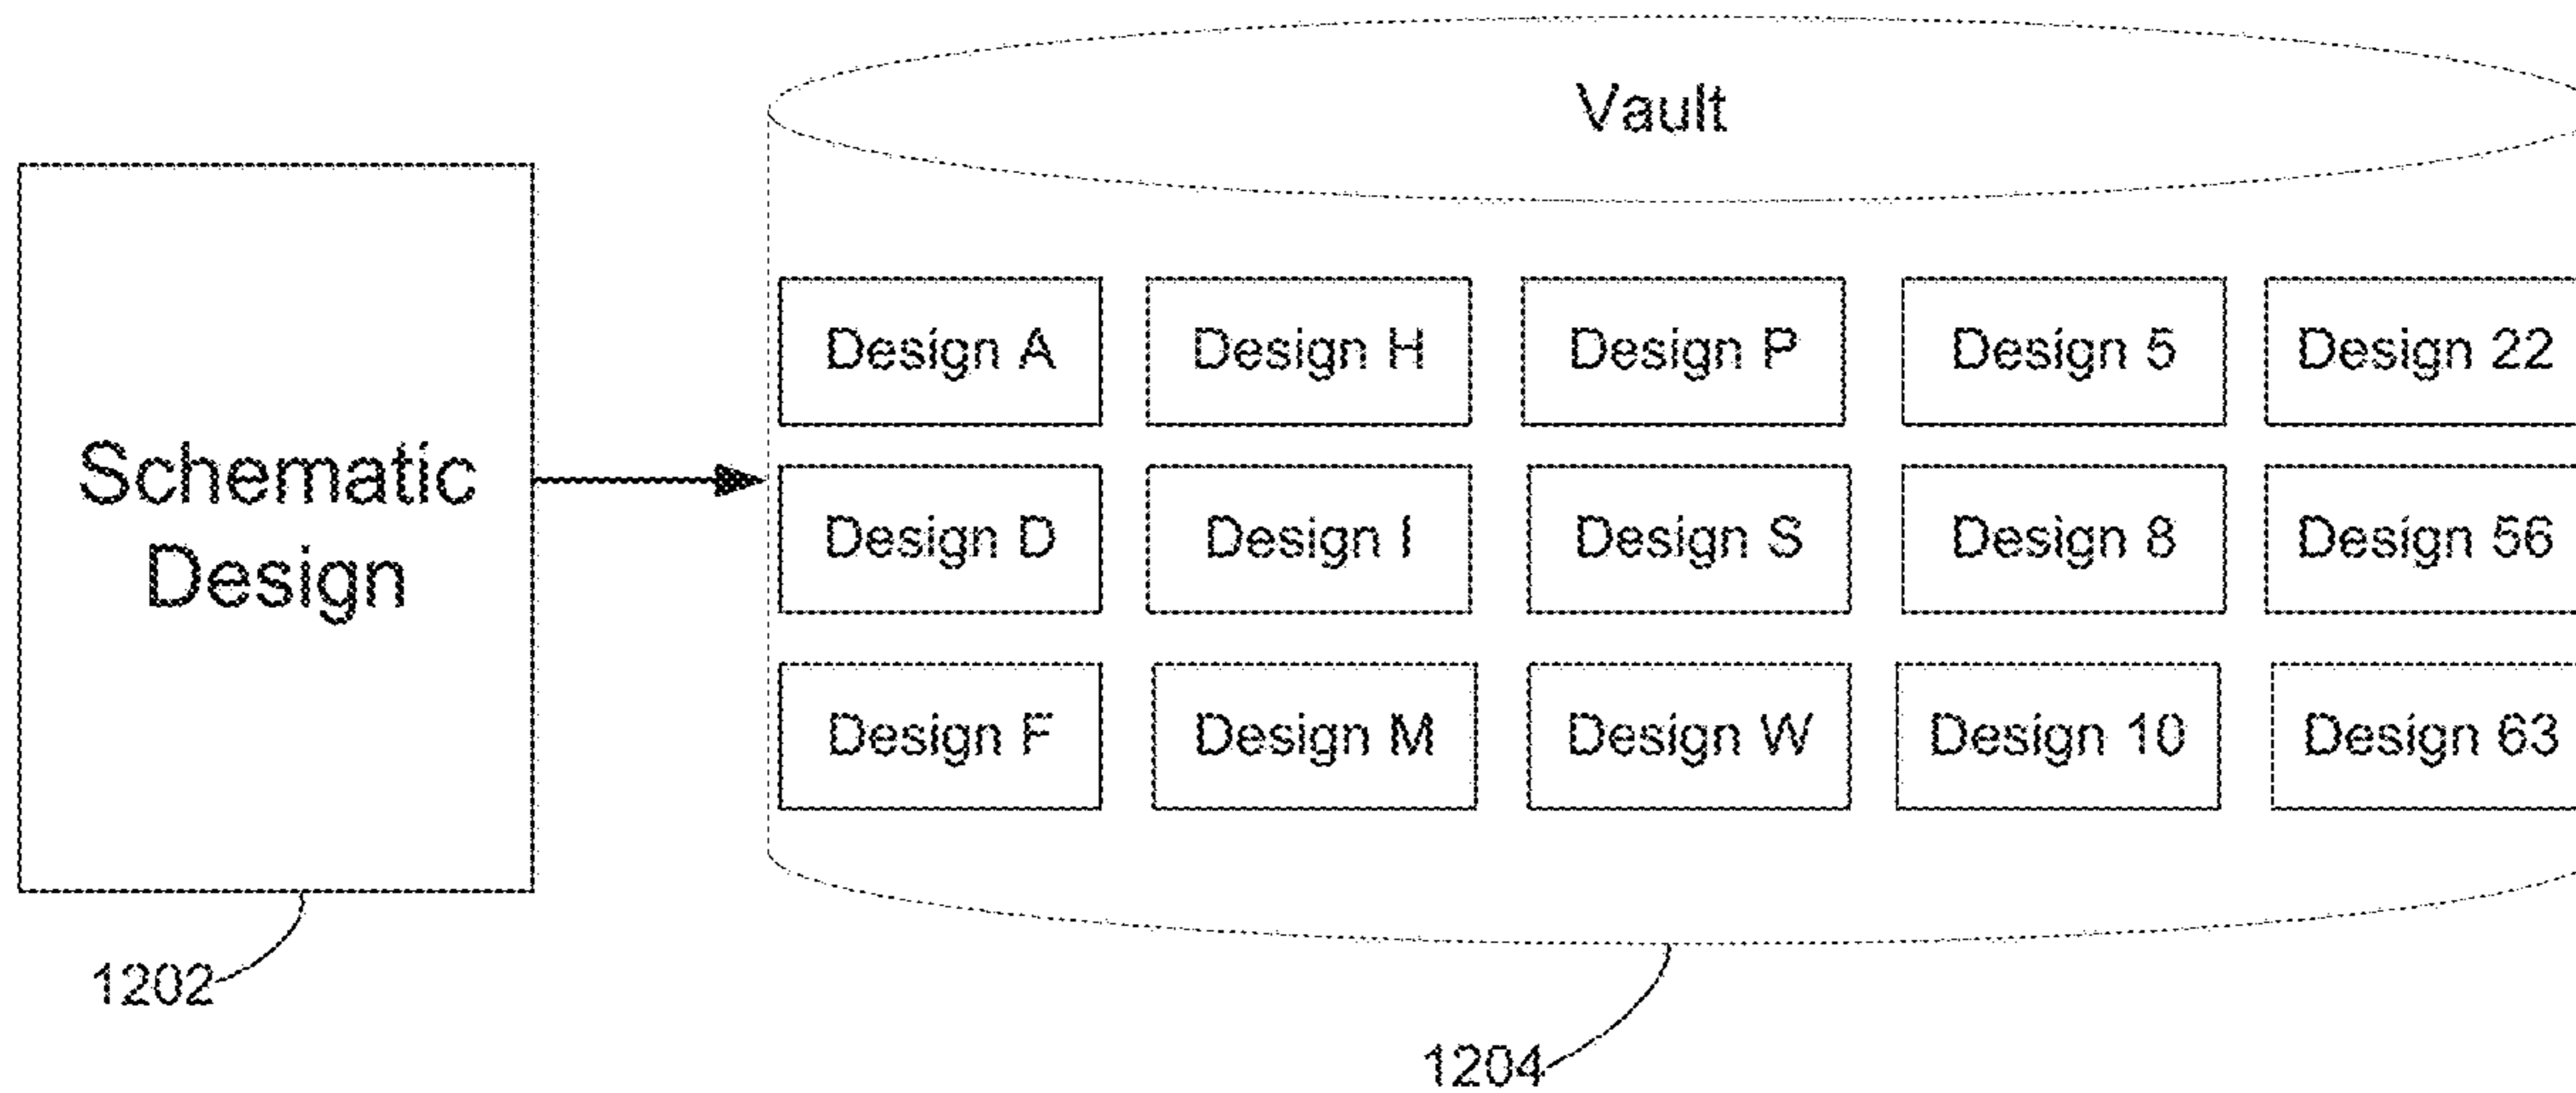 Vault
Schematic
Design
Design A
Design H
Design P
Design 5
Design 22
Design D
Design I
Design S
Design 8
Design 56
Design F
Design M
Design W
Design 10
Design 63
1202
1204